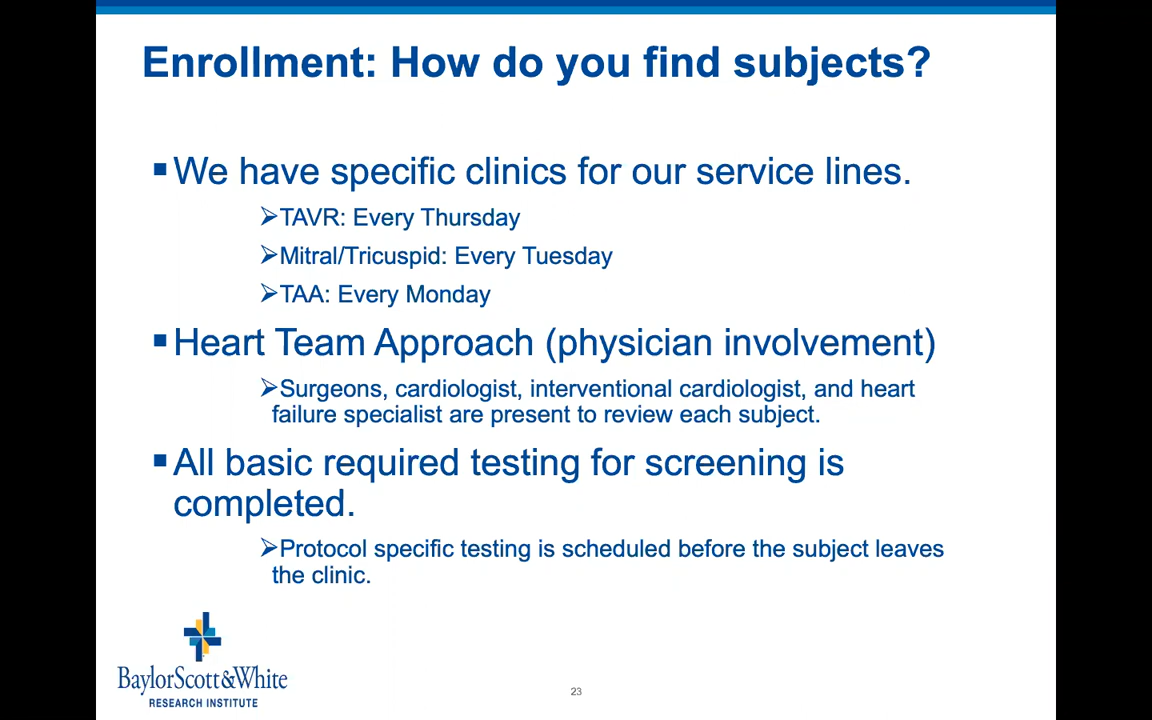 Enrollment: How do you find subjects?
▪We have specific clinics for our service lines.
➢TAVR: Every Thursday
➢Mitral/Tricuspid: Every Tuesday
➢TAA: Every Monday
▪Heart Team Approach (physician involvement)
➢Surgeons, cardiologist, interventional cardiologist, and heart
failure specialist are present to review each subject.
▪All basic required testing for screening is
completed.
➢Protocol specific testing is scheduled before the subject leaves
the clinic.
BaylorScott&White
RESEARCH INSTITUTE
23